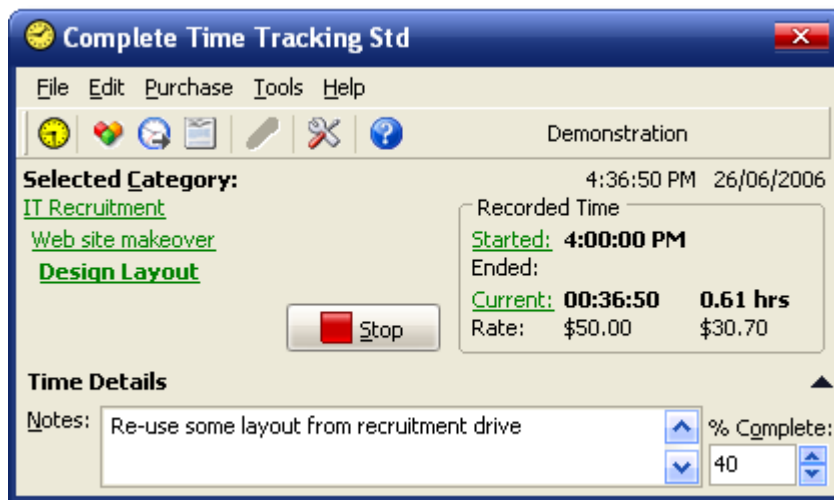 Complete Time Tracking Std
File Edit Purchase Tools Help
Demonstration
Selected Category:
4:36:50 PM 26/06/2006
IT Recruitment
Web site makeover
Design Layout
Recorded Time
Started: 4:00:00 PM
Ended:
Current: 00:36:50 0.61 hrs
Rate: $50.00 $30.70
Stop
Time Details
Notes: Re-use some layout from recruitment drive
% Complete:
40